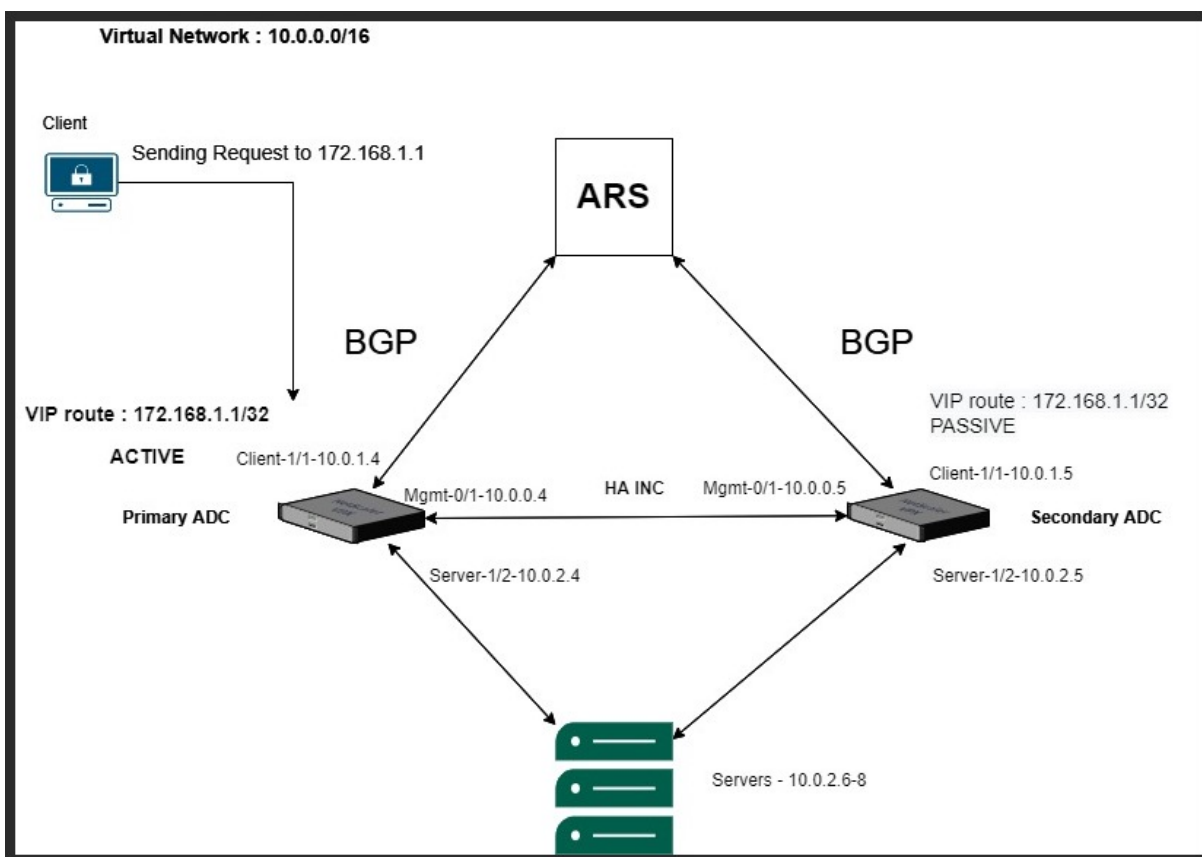 Virtual Network : 10.0.0.0/16
Client
Sending Request to 172.168.1.1
ARS
BGP
BGP
VIP route : 172.168.1.1/32
ACTIVE
VIP route : 172.168.1.1/32
PASSIVE
Client-1/1-10.0.1.4
Client-1/1-10.0.1.5
Mgmt-0/1-10.0.0.4
HA INC
Mgmt-0/1-10.0.0.5
Primary ADC
Secondary ADC
Server-1/2-10.0.2.4
Server-1/2-10.0.2.5
Servers - 10.0.2.6-8